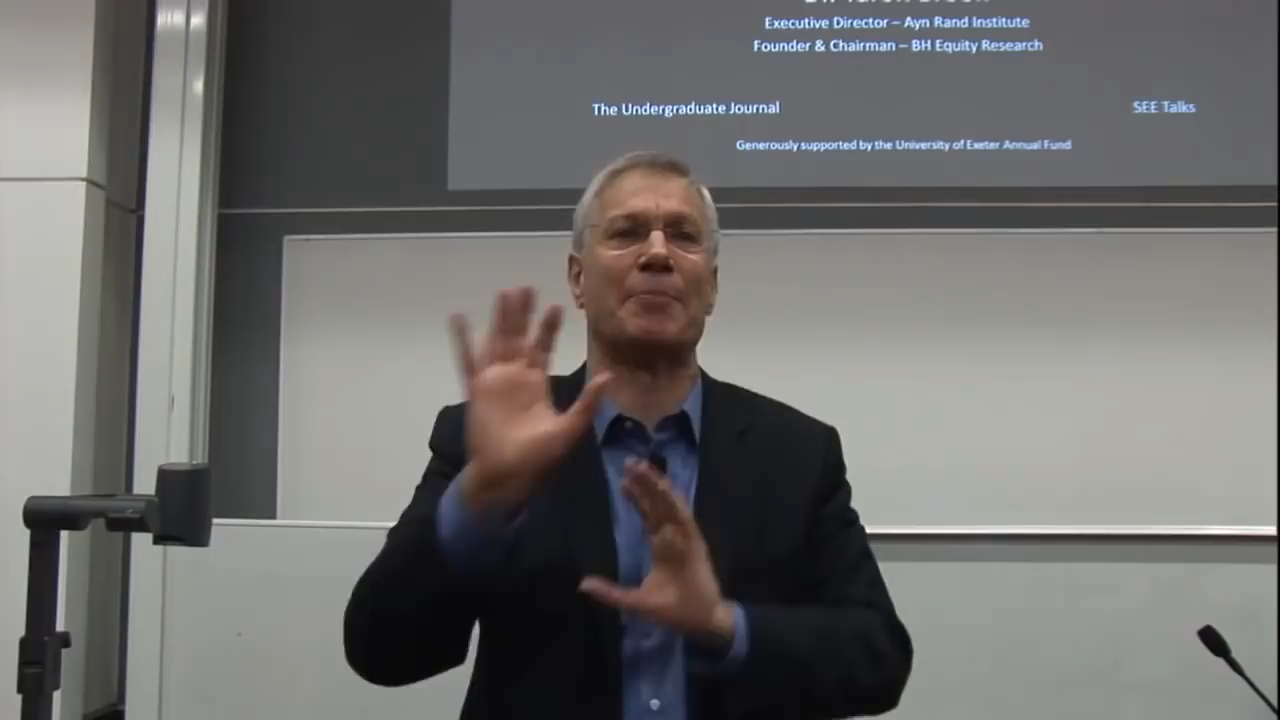 Executive Director – Ayn Rand Institute
Founder & Chairman – BH Equity Research
The Undergraduate Journal
SEE Talks
Generously supported by the University of Exeter Annual Fund